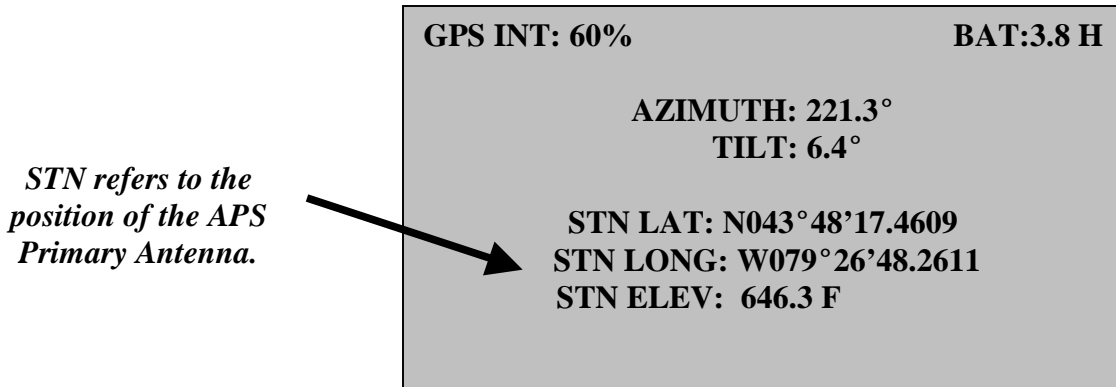 GPS INT: 60% BAT:3.8 H
AZIMUTH: 221.3°
TILT: 6.4°
STN refers to the
position of the APS
Primary Antenna.
STN LAT: N043°48’17.4609
STN LONG: W079°26’48.2611
STN ELEV: 646.3 F